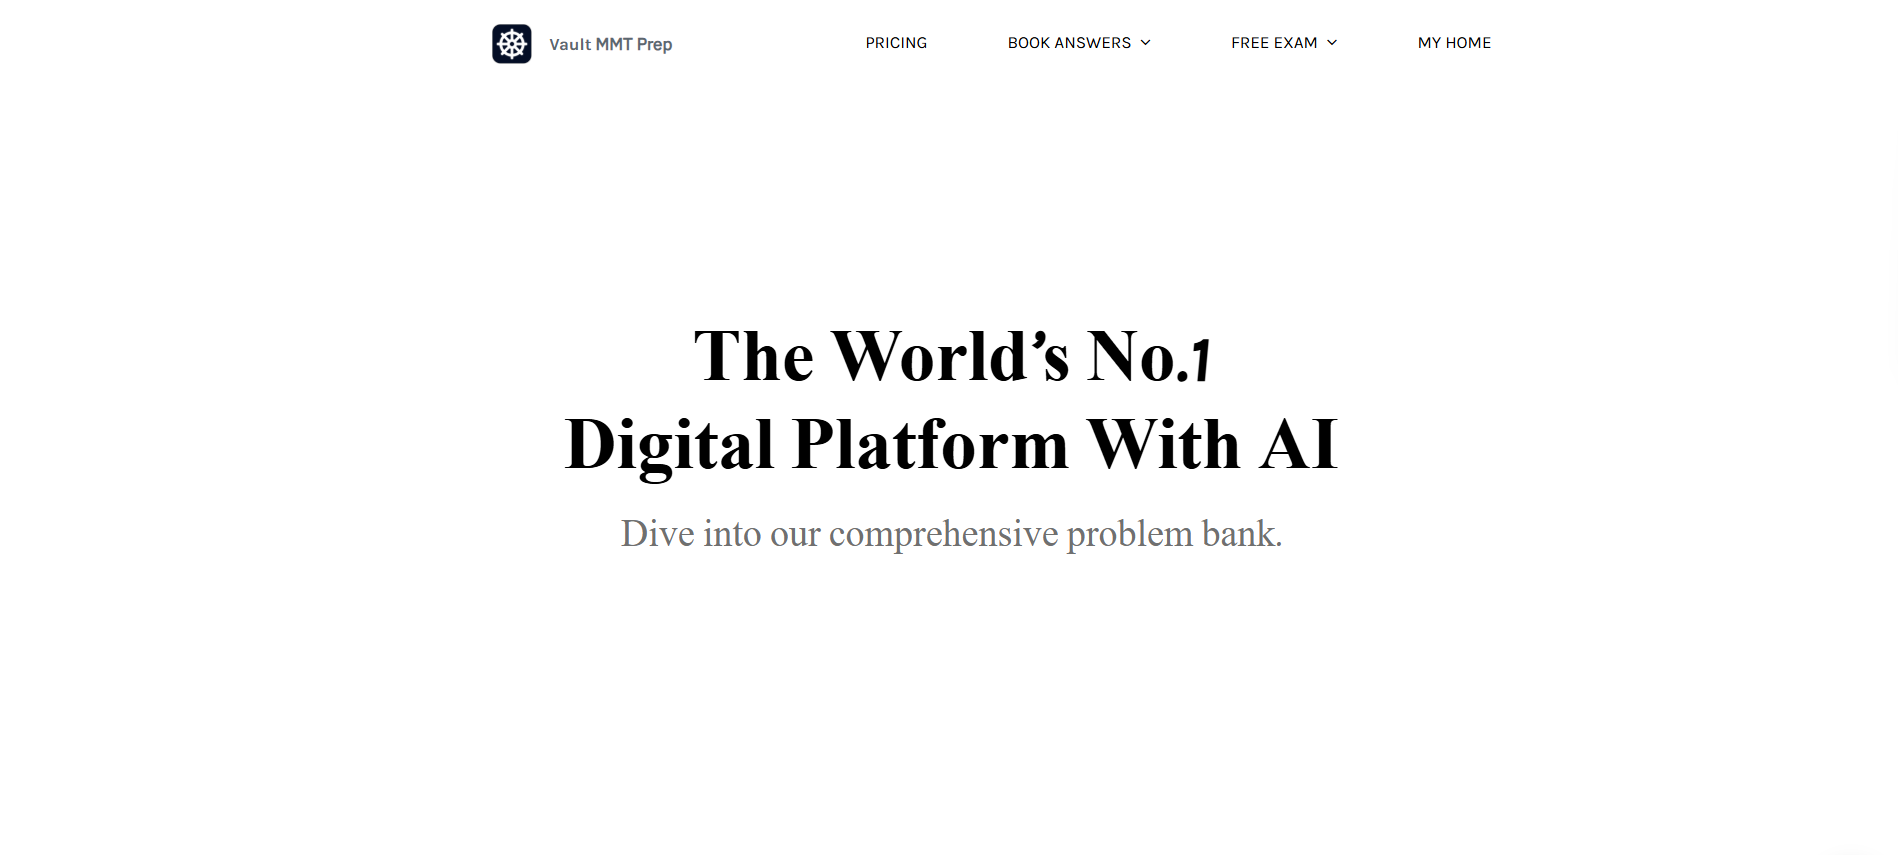 Vault MMT Prep
PRICING
BOOK ANSWERS
FREE EXAM
MY HOME
The World’s No.1
Digital Platform With AI
Dive into our comprehensive problem bank.